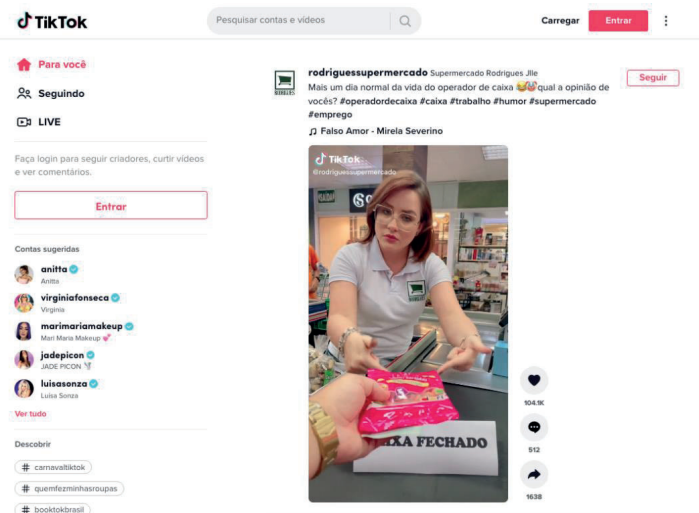 TikTok
Pesquisar contas e vídeos
Carregar
Entrar
Para você
Seguindo
LIVE
Faça login para seguir criadores, curtir vídeos
e ver comentários.
Entrar
Contas sugeridas
anitta
Anitta
virginiafonseca
Virginia
marimariamakeup
Mari Maria Makeup
jadepicon
JADE PICON
luisasonza
Luísa Sonza
Ver tudo
Descobrir
# carnavaltiktok
# quemfezminhasroupas
# booktokbrasil
rodriguessupermercado Supermercado Rodrigues Jlle
Seguir
Mais um dia normal da vida do operador de caixa 😂🤡qual a opinião de
vocês? #operadordecaixa #caixa #trabalho #humor #supermercado
#emprego
Falso Amor - Mirela Severino
TikTok
@rodriguessupermercado
AIXA FECHADO
104.1K
512
1638